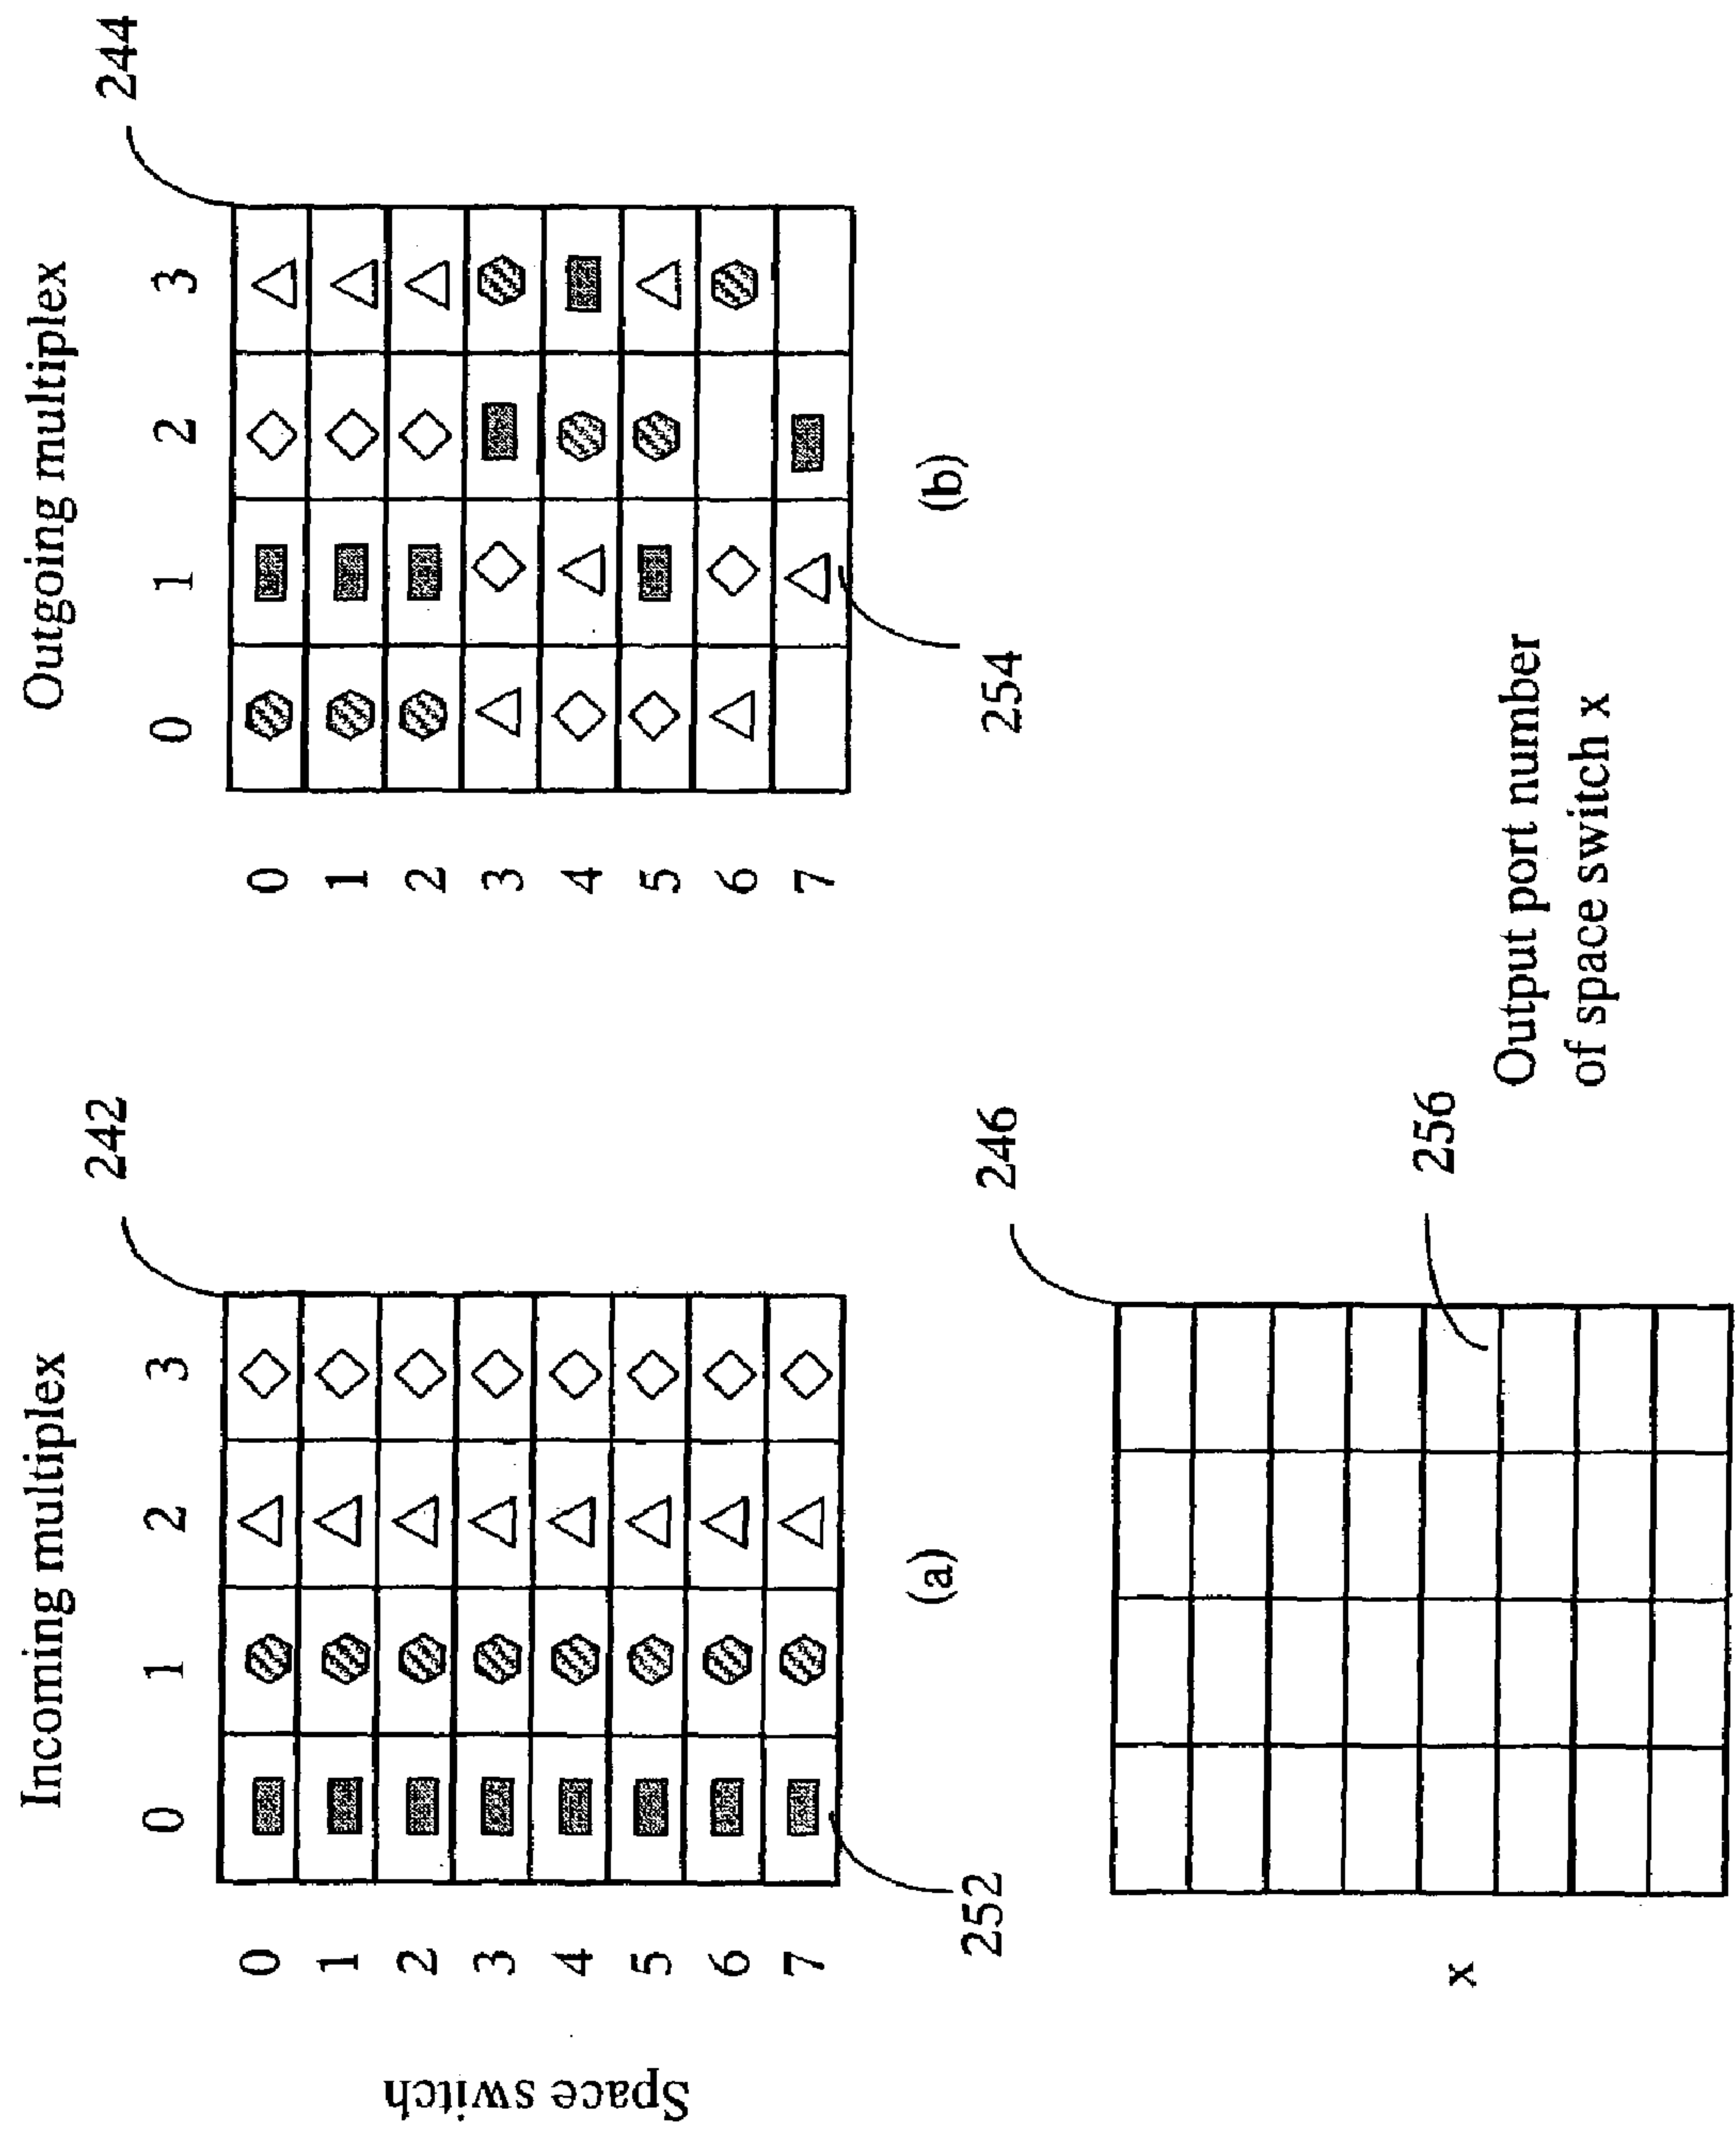 Incoming multiplex
242
0 1 2 3
Space switch
0
1
2
3
4
5
6
7
252
(a)
Outgoing multiplex
244
0 1 2 3
0
1
2
3
4
5
6
7
254
(b)
246
x
256
Output port number
of space switch x